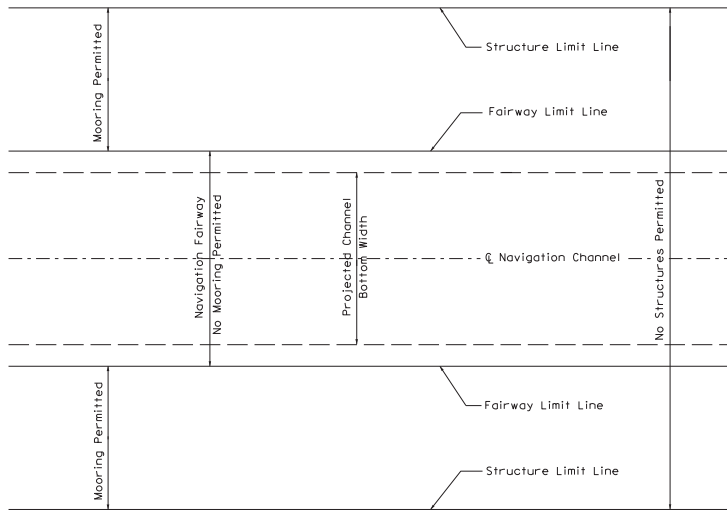 Structure Limit Line
Mooring Permitted
Fairway Limit Line
Navigation Fairway
No Mooring Permitted
Projected Channel
Bottom Width
℄ Navigation Channel
No Structures Permitted
Fairway Limit Line
Mooring Permitted
Structure Limit Line